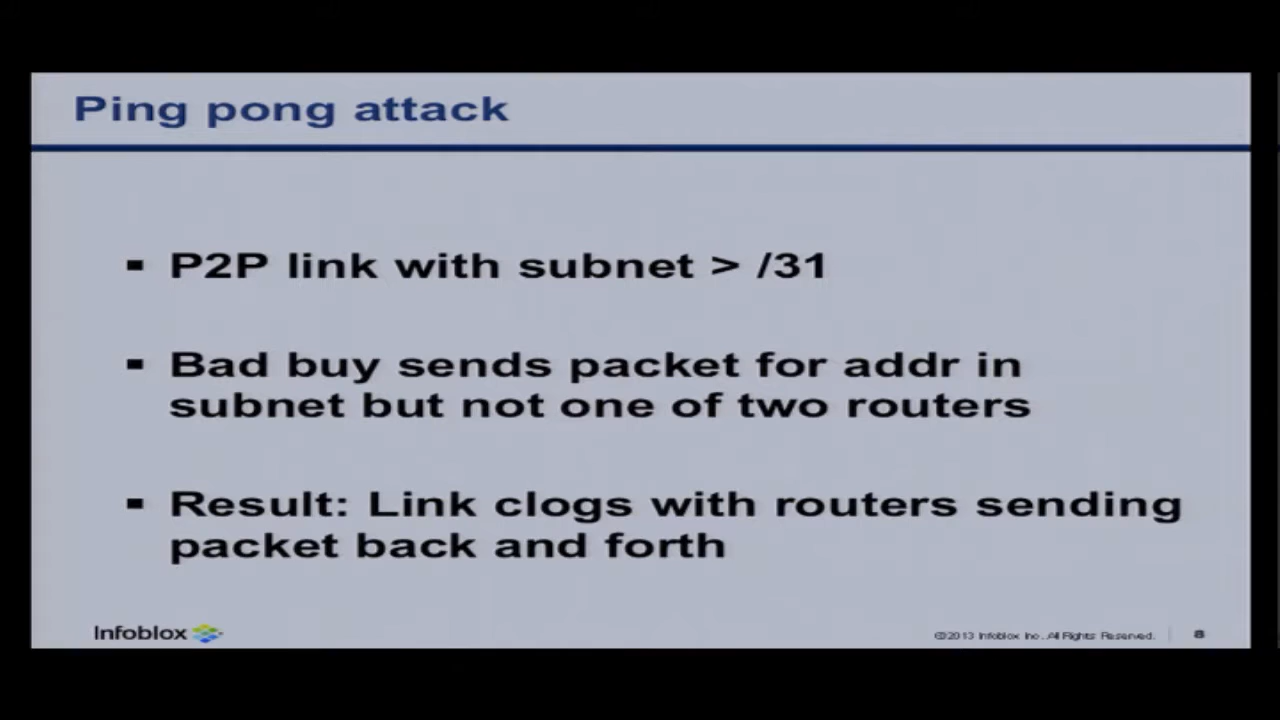 Ping pong attack
P2P link with subnet > /31
Bad buy sends packet for addr in
subnet but not one of two routers
Result: Link clogs with routers sending
packet back and forth
Infoblox
©2013 Infoblox Inc. All Rights Reserved.
8